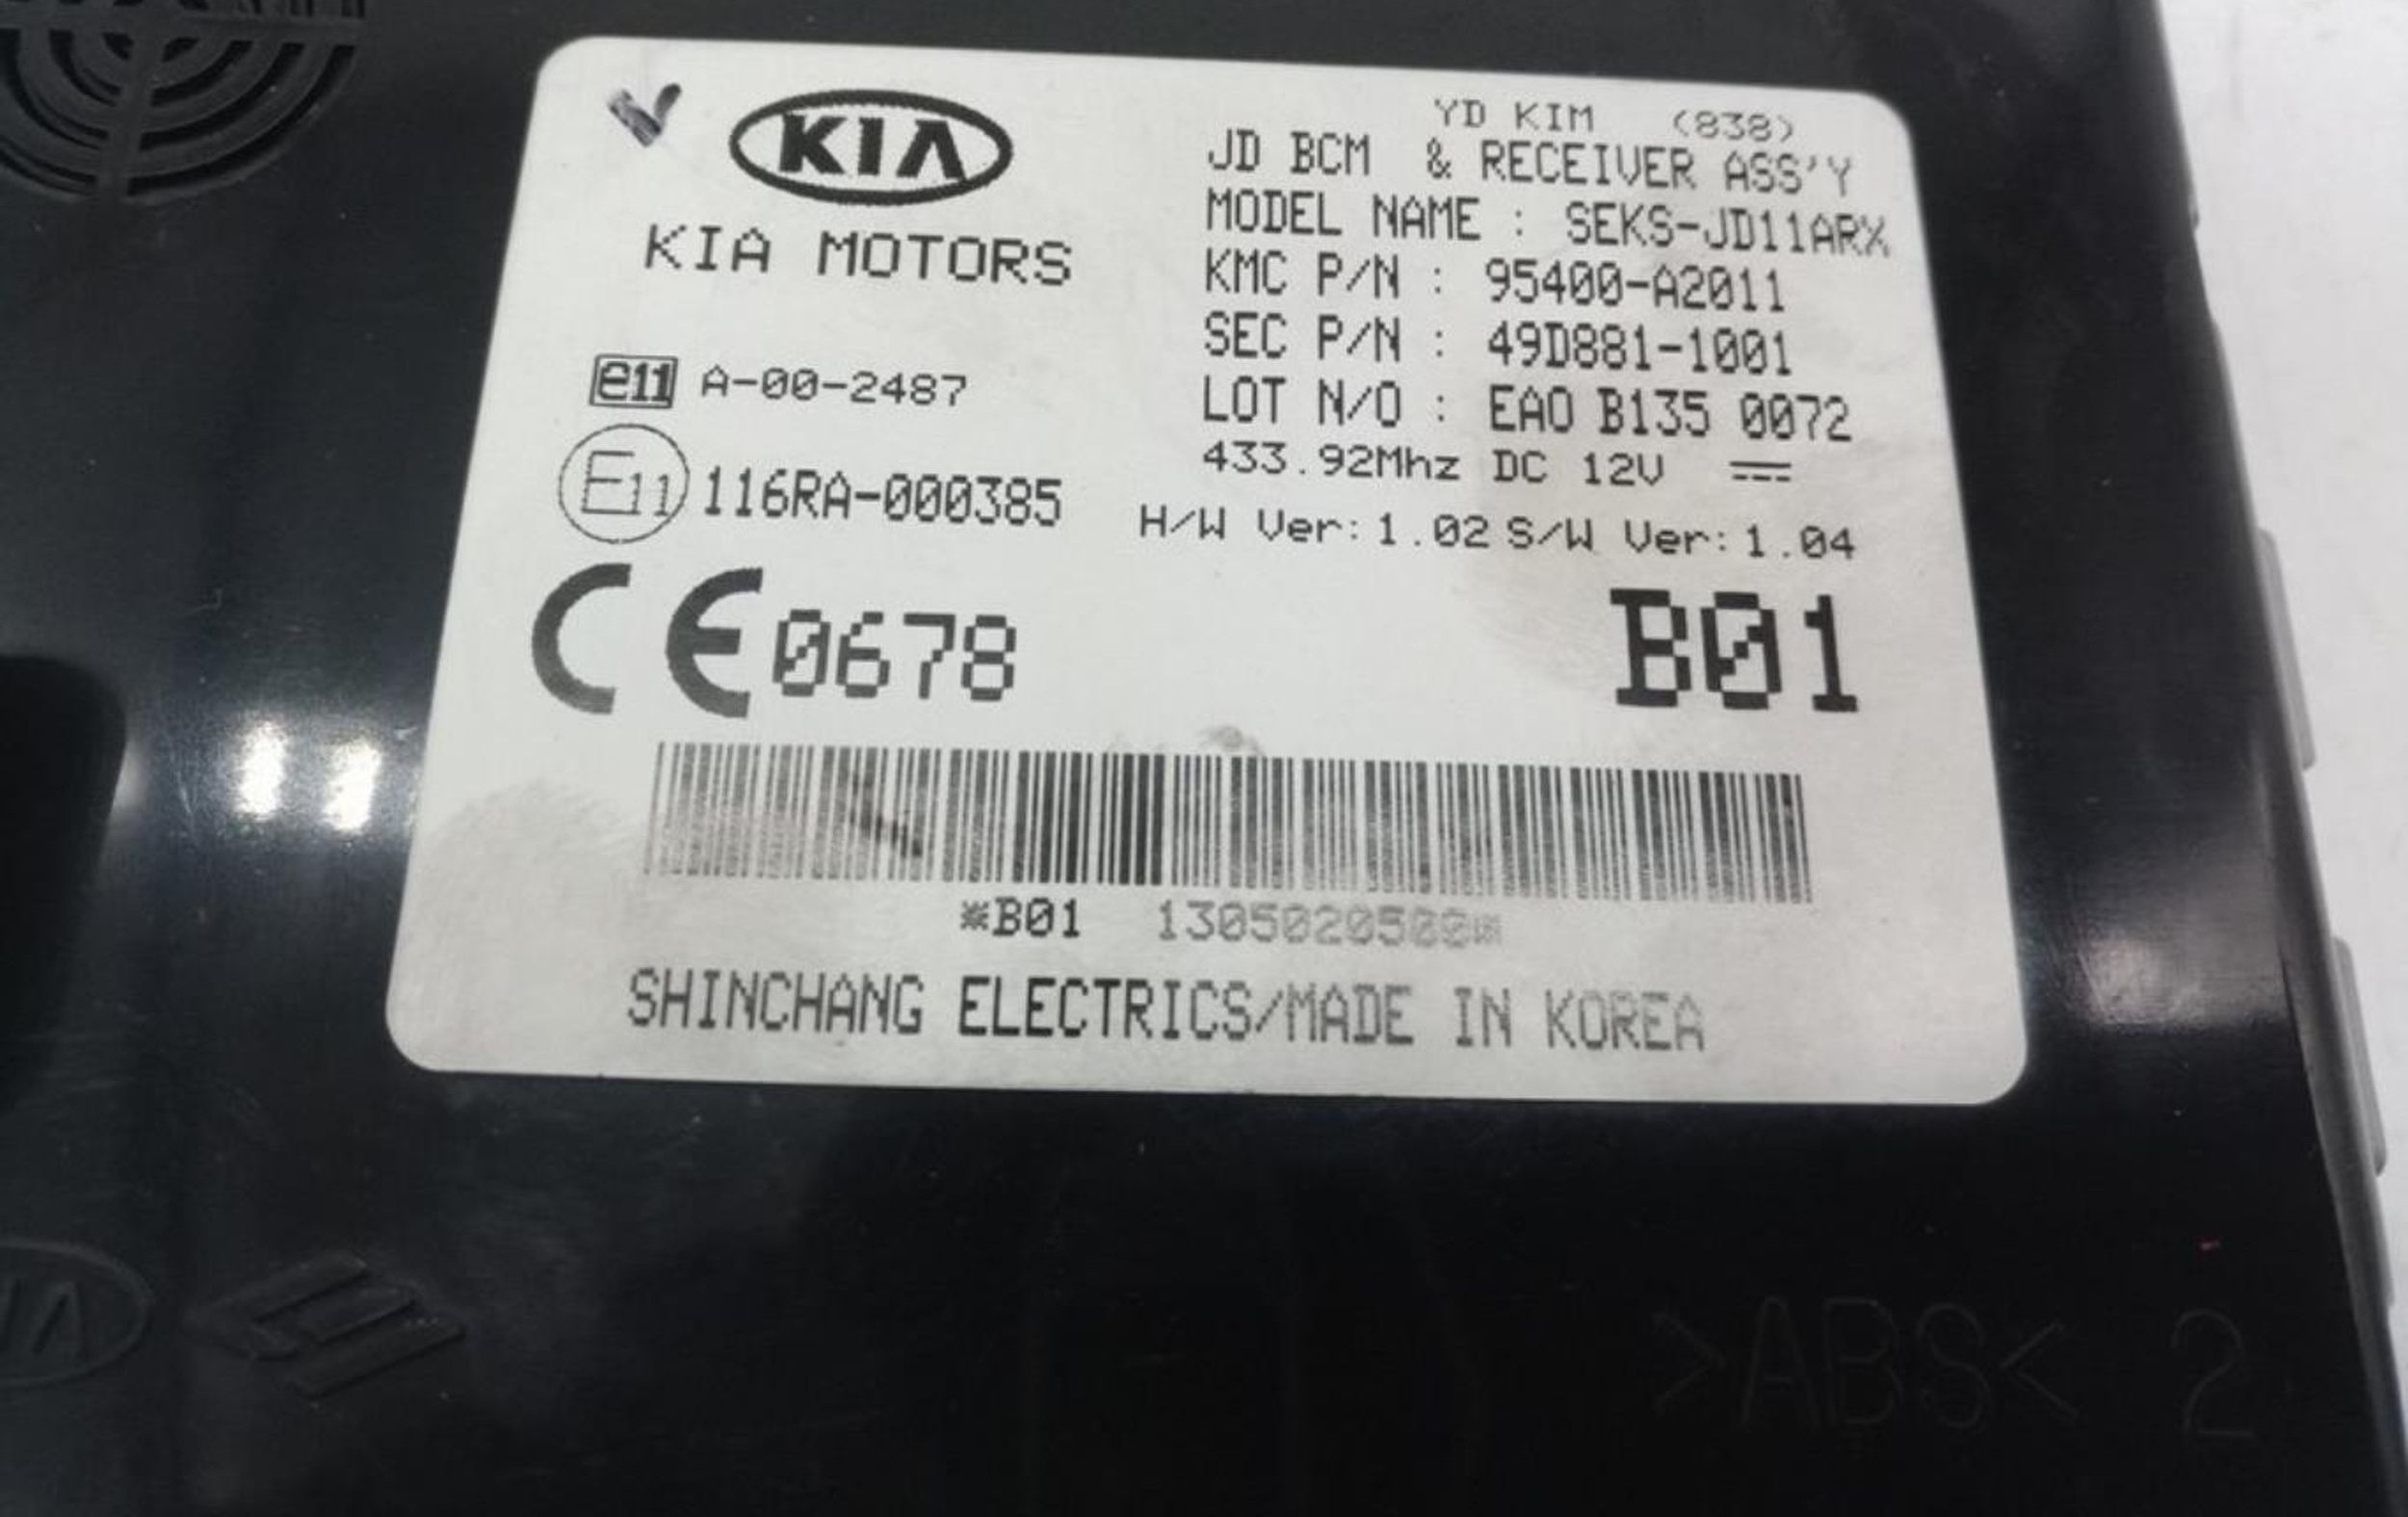 KIA
KIA MOTORS
YD KIM (838)
JD BCM & RECEIVER ASS'Y
MODEL NAME : SEKS-JD11ARX
KMC P/N : 95400-A2011
SEC P/N : 49D881-1001
LOT N/O : EAO B135 0072
433.92Mhz DC 12V
H/W Ver:1.02 S/W Ver:1.04
e11 A-00-2487
E11 116RA-000385
CE0678
B01
*B01
SHINCHANG ELECTRICS/MADE IN KOREA
>ABS< 2